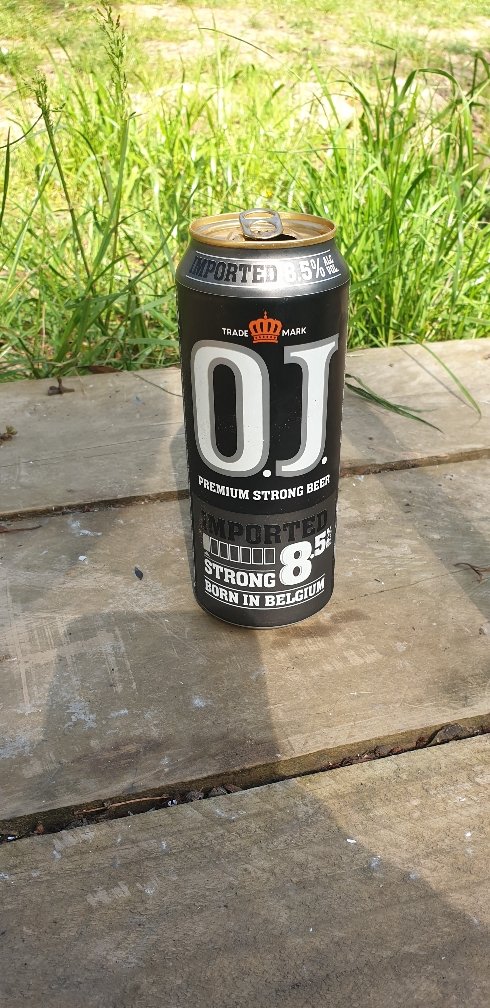 IMPORTED 8.5% ALC VOL.
TRADE MARK
O.J.
PREMIUM STRONG BEER
IMPORTED
STRONG 8.5%
BORN IN BELGIUM